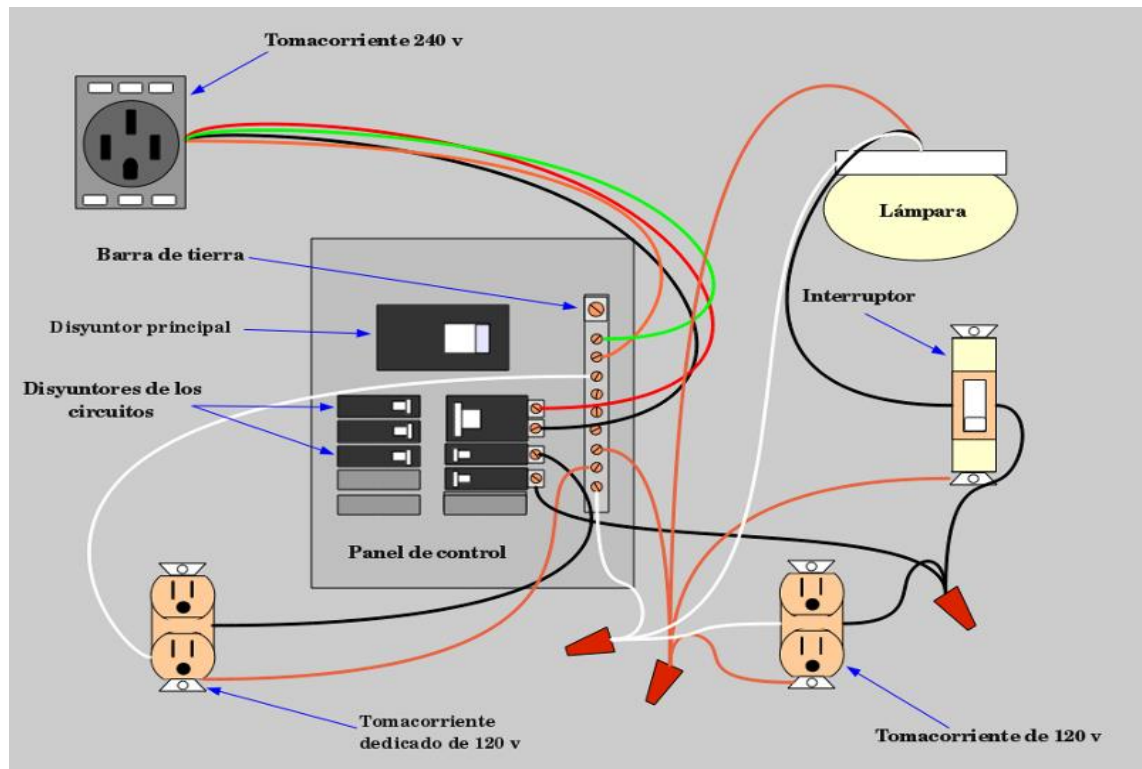 Tomacorriente 240 v
Lámpara
Barra de tierra
Interruptor
Disyuntor principal
Disyuntores de los
circuitos
Panel de control
Tomacorriente
dedicado de 120 v
Tomacorriente de 120 v